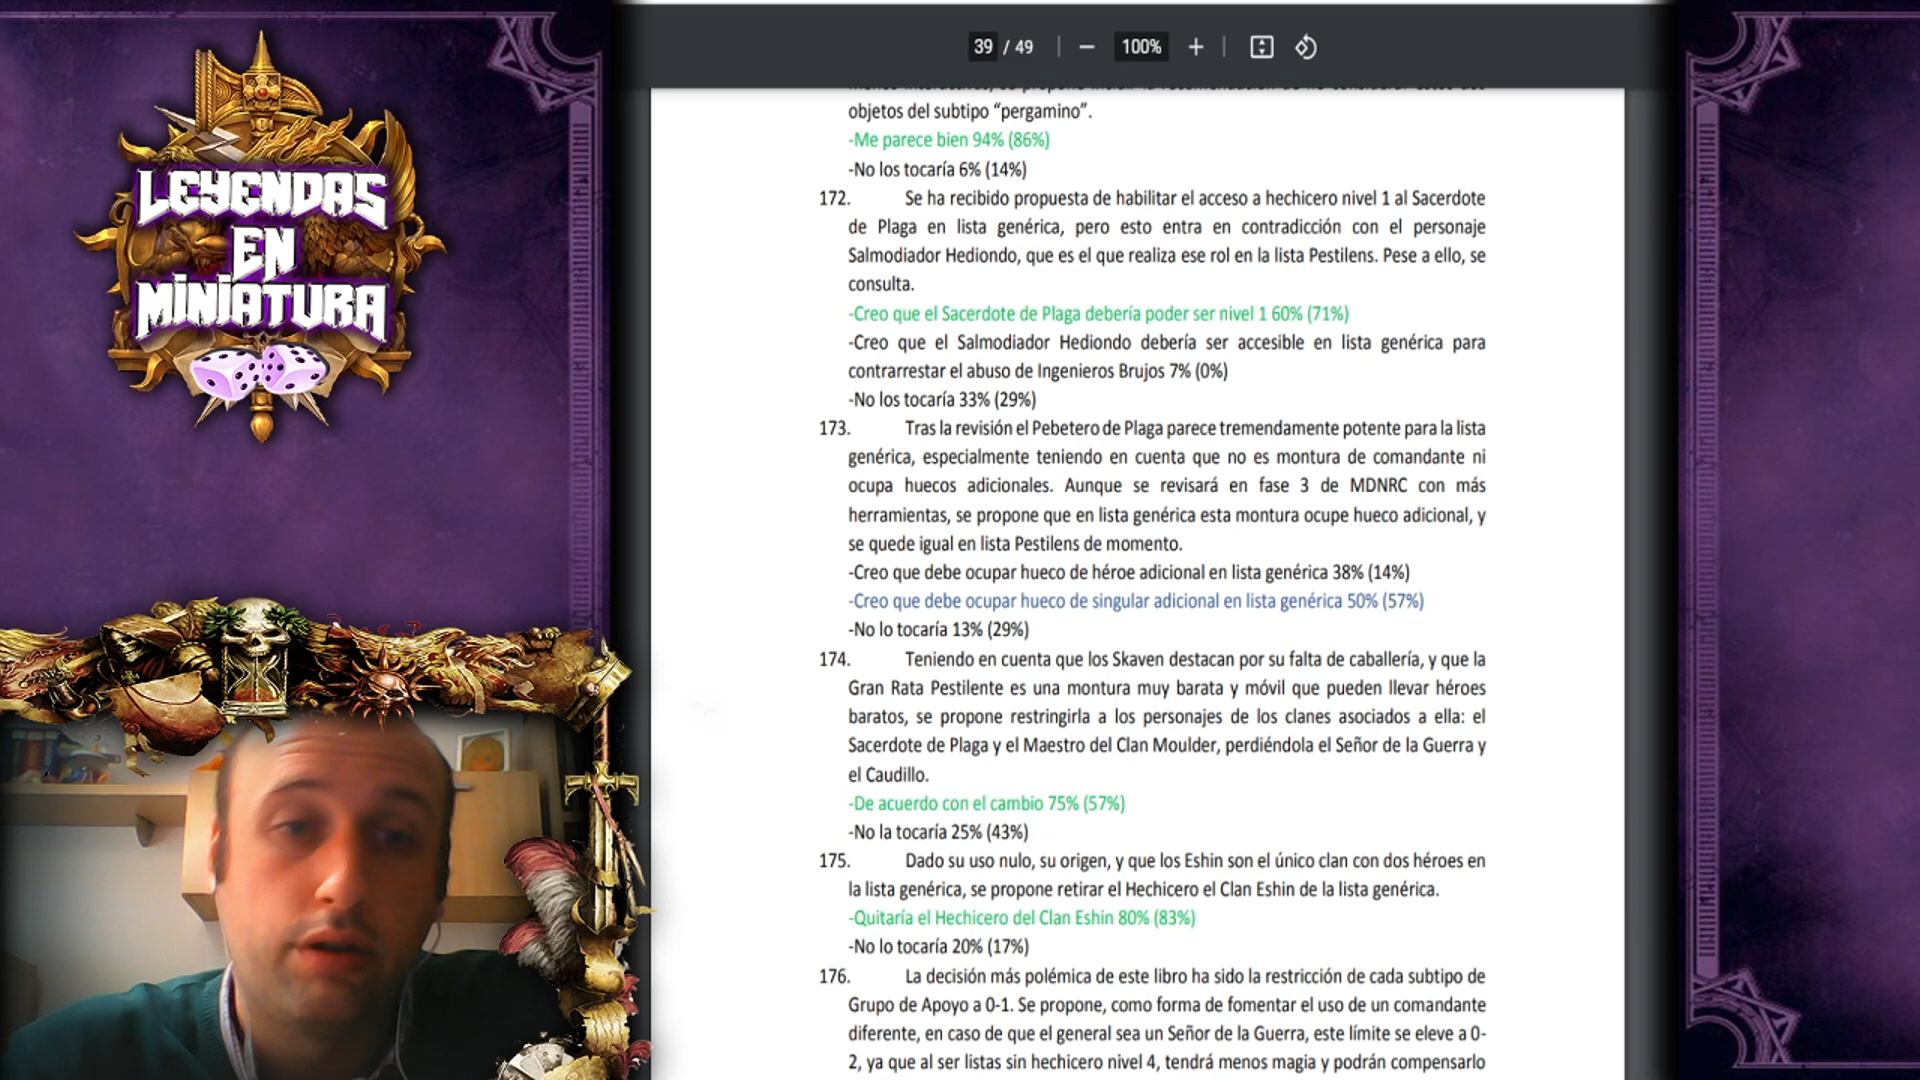 LEYENDAS
EN
MINIATURA
39 / 49
100%
objetos del subtipo “pergamino”.
-Me parece bien 94% (86%)
-No los tocaría 6% (14%)
172. Se ha recibido propuesta de habilitar el acceso a hechicero nivel 1 al Sacerdote
de Plaga en lista genérica, pero esto entra en contradicción con el personaje
Salmodiador Hediondo, que es el que realiza ese rol en la lista Pestilens. Pese a ello, se
consulta.
-Creo que el Sacerdote de Plaga debería poder ser nivel 1 60% (71%)
-Creo que el Salmodiador Hediondo debería ser accesible en lista genérica para
contrarrestar el abuso de Ingenieros Brujos 7% (0%)
-No los tocaría 33% (29%)
173. Tras la revisión el Pebetero de Plaga parece tremendamente potente para la lista
genérica, especialmente teniendo en cuenta que no es montura de comandante ni
ocupa huecos adicionales. Aunque se revisará en fase 3 de MDNRC con más
herramientas, se propone que en lista genérica esta montura ocupe hueco adicional, y
se quede igual en lista Pestilens de momento.
-Creo que debe ocupar hueco de héroe adicional en lista genérica 38% (14%)
-Creo que debe ocupar hueco de singular adicional en lista genérica 50% (57%)
-No lo tocaría 13% (29%)
174. Teniendo en cuenta que los Skaven destacan por su falta de caballería, y que la
Gran Rata Pestilente es una montura muy barata y móvil que pueden llevar héroes
baratos, se propone restringirla a los personajes de los clanes asociados a ella: el
Sacerdote de Plaga y el Maestro del Clan Moulder, perdiéndola el Señor de la Guerra y
el Caudillo.
-De acuerdo con el cambio 75% (57%)
-No la tocaría 25% (43%)
175. Dado su uso nulo, su origen, y que los Eshin son el único clan con dos héroes en
la lista genérica, se propone retirar el Hechicero el Clan Eshin de la lista genérica.
-Quitaría el Hechicero del Clan Eshin 80% (83%)
-No lo tocaría 20% (17%)
176. La decisión más polémica de este libro ha sido la restricción de cada subtipo de
Grupo de Apoyo a 0-1. Se propone, como forma de fomentar el uso de un comandante
diferente, en caso de que el general sea un Señor de la Guerra, este límite se eleve a 0-
2, ya que al ser listas sin hechicero nivel 4, tendrá menos magia y podrán compensarlo